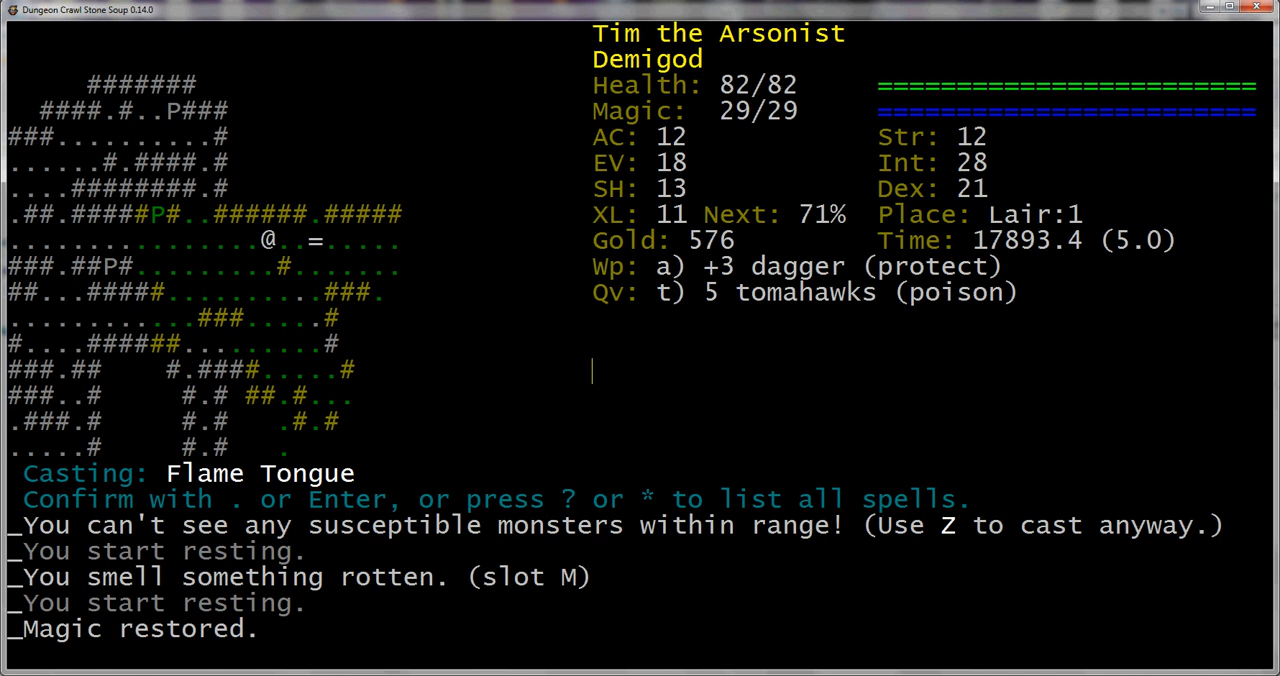 Dungeon Crawl Stone Soup 0.14.0
Tim the Arsonist
Demigod
Health: 82/82 ========================
Magic: 29/29 ========================
AC: 12 Str: 12
EV: 18 Int: 28
SH: 13 Dex: 21
XL: 11 Next: 71% Place: Lair:1
Gold: 576 Time: 17893.4 (5.0)
Wp: a) +3 dagger (protect)
Qv: t) 5 tomahawks (poison)
#######
####.#..P###
###..........#
......#.####.#
....########.#
.##.#####P#..######.#####
................@..=.....
###.##P#.........#.......
##...#####..........###.
............###.....#
#....######.........#
###.## #.####.....#
###..# #.# ##.#...
.###.# #.# .#.#
.....# #.# .
Casting: Flame Tongue
Confirm with . or Enter, or press ? or * to list all spells.
_You can't see any susceptible monsters within range! (Use Z to cast anyway.)
_You start resting.
_You smell something rotten. (slot M)
_You start resting.
_Magic restored.